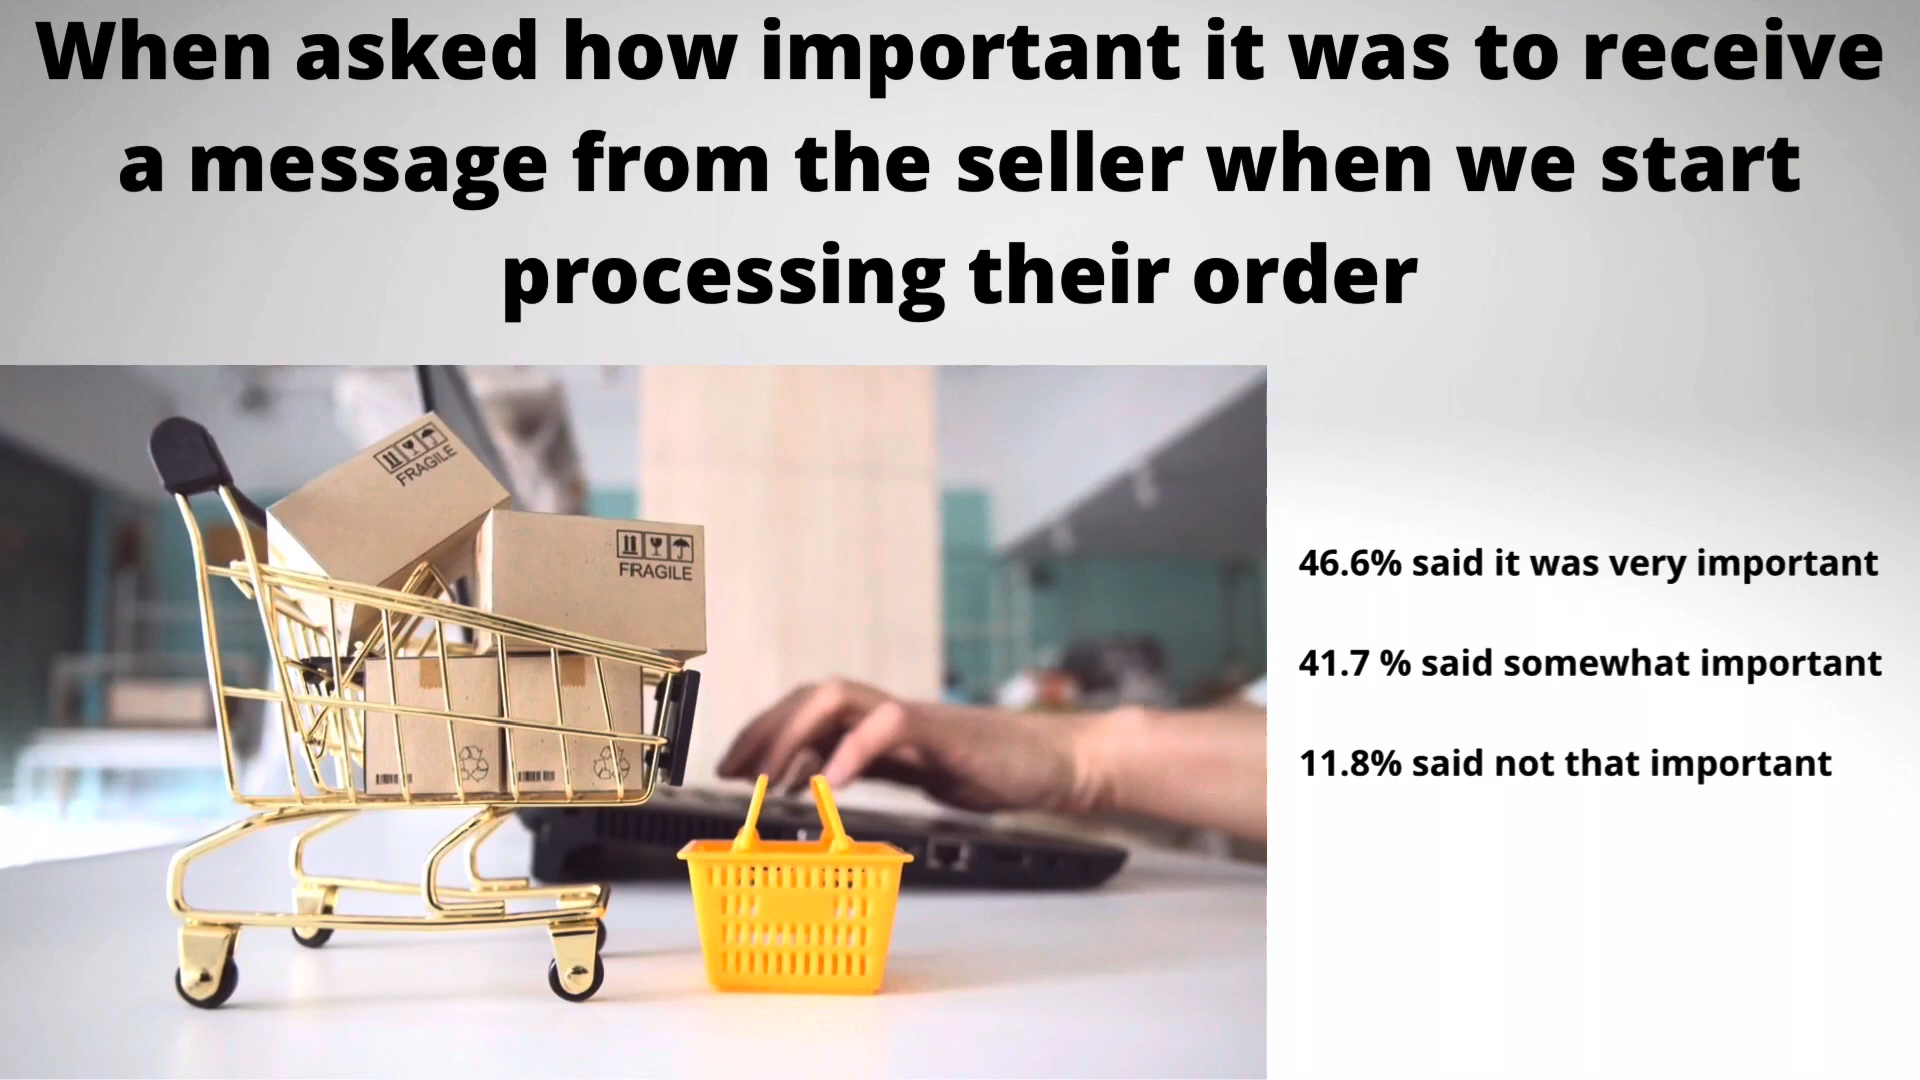 When asked how important it was to receive
a message from the seller when we start
processing their order
FRAGILE
FRAGILE
46.6% said it was very important
41.7 % said somewhat important
11.8% said not that important